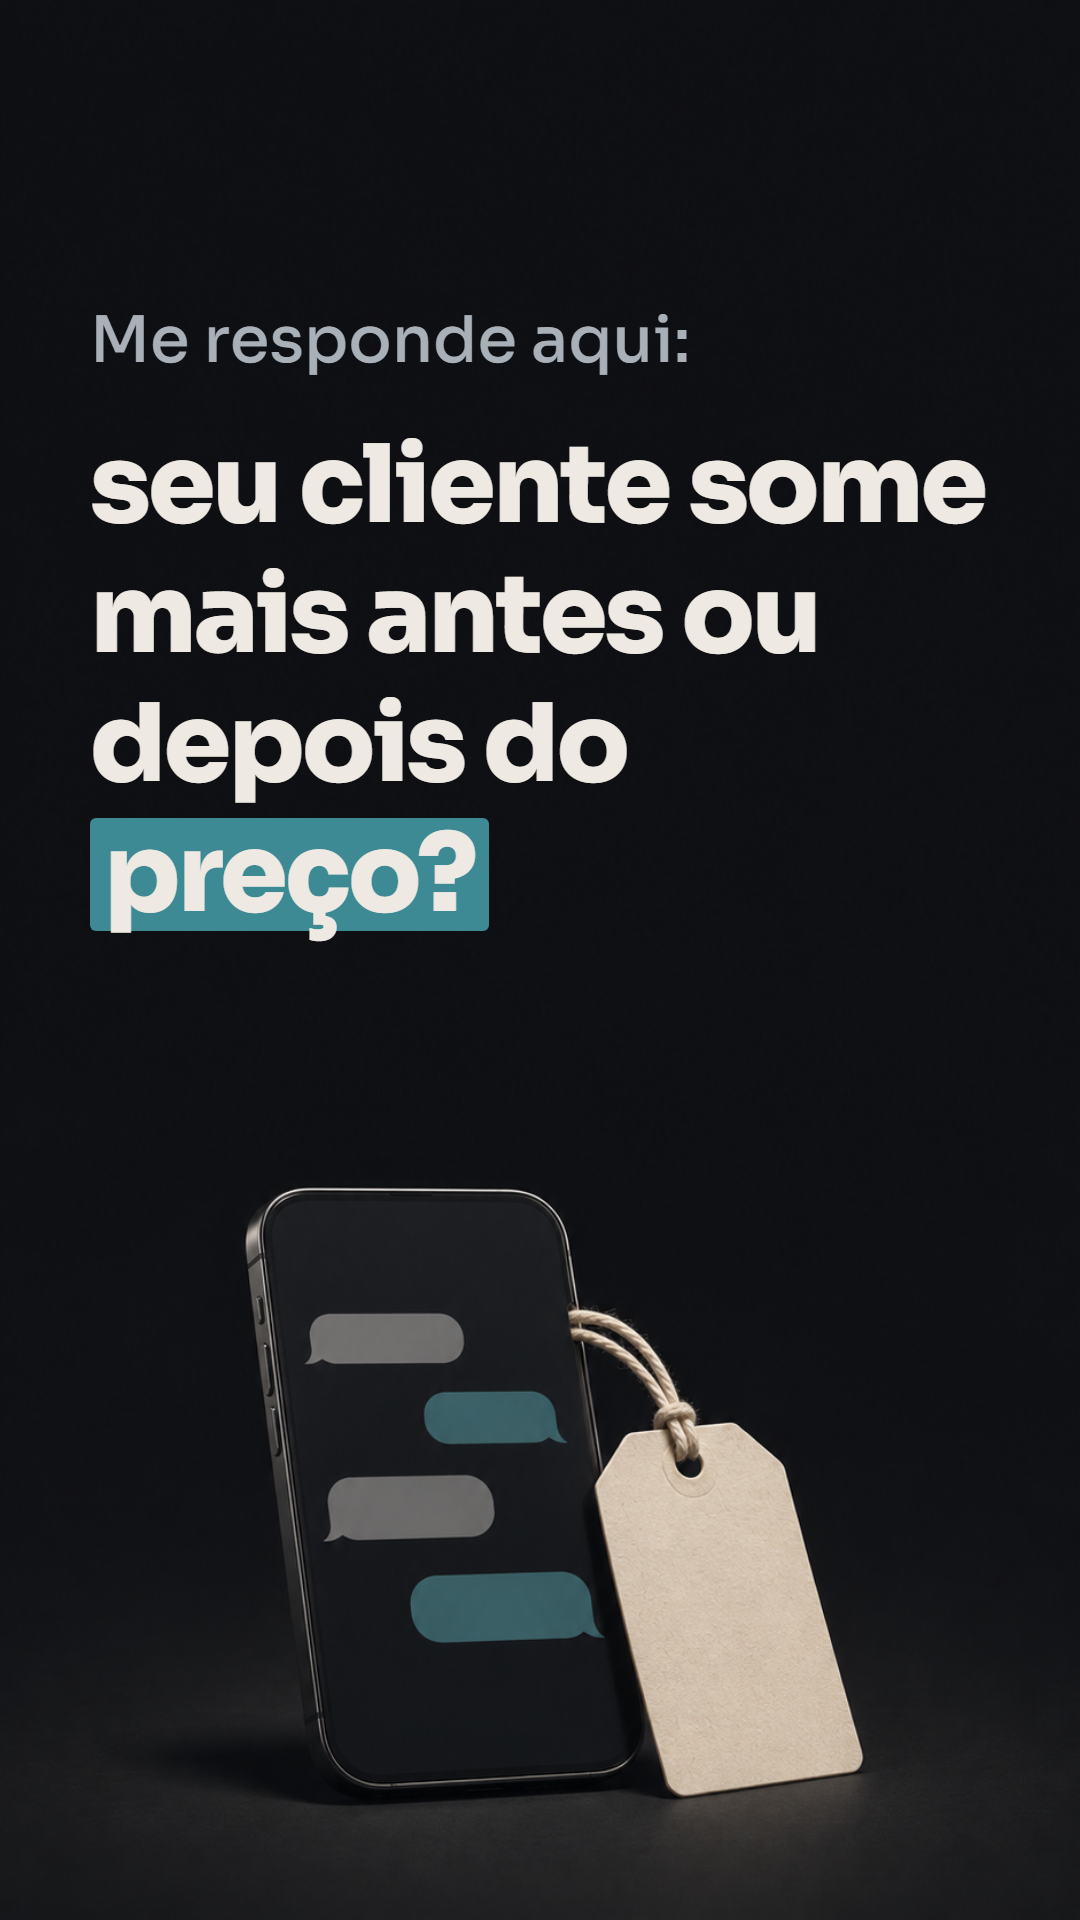 Me responde aqui:
seu cliente some
mais antes ou
depois do
preço?